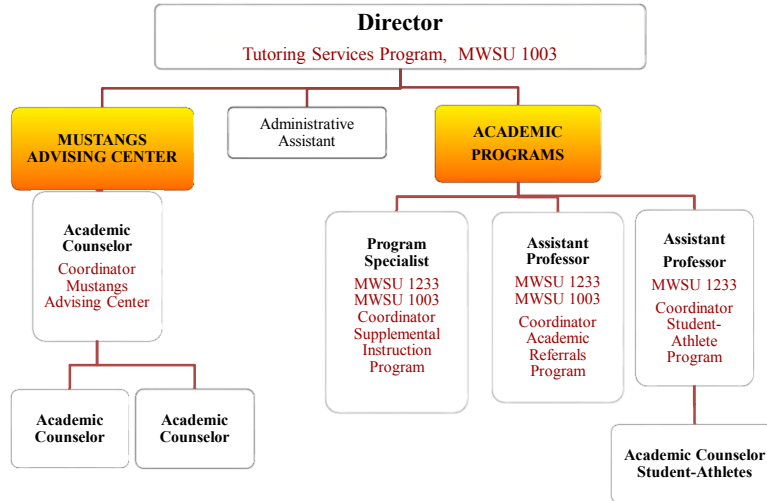 Director
Tutoring Services Program, MWSU 1003
MUSTANGS
ADVISING CENTER
Administrative
Assistant
ACADEMIC
PROGRAMS
Academic
Counselor
Coordinator
Mustangs
Advising Center
Program
Specialist
MWSU 1233
MWSU 1003
Coordinator
Supplemental
Instruction
Program
Assistant
Professor
MWSU 1233
MWSU 1003
Coordinator
Academic
Referrals
Program
Assistant
Professor
MWSU 1233
Coordinator
Student-
Athlete
Program
Academic
Counselor
Academic
Counselor
Academic Counselor
Student-Athletes